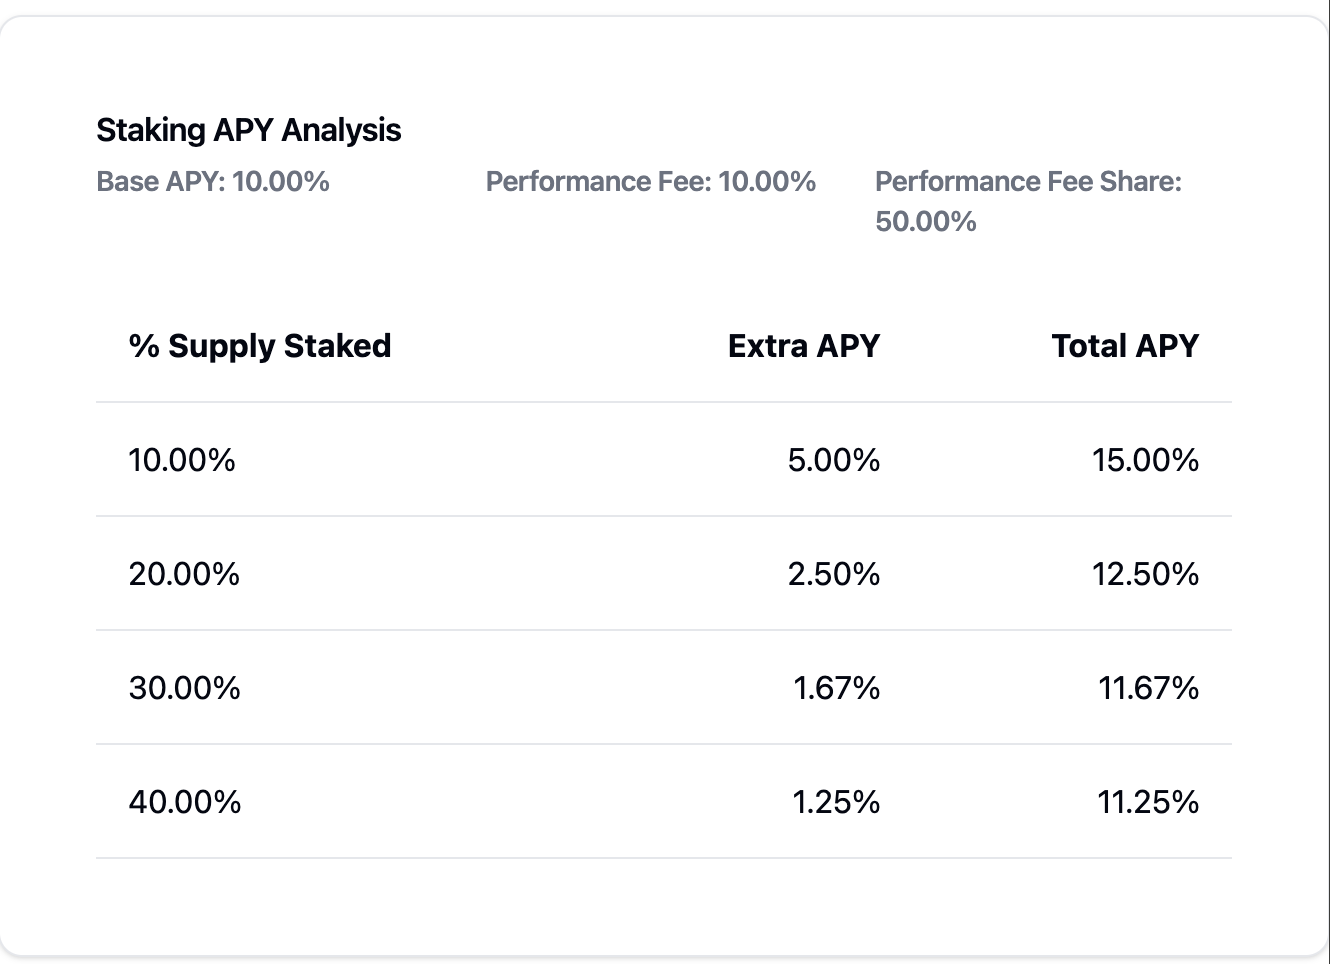 Staking APY Analysis
Base APY: 10.00% Performance Fee: 10.00% Performance Fee Share:
50.00%
% Supply Staked Extra APY Total APY
10.00% 5.00% 15.00%
20.00% 2.50% 12.50%
30.00% 1.67% 11.67%
40.00% 1.25% 11.25%